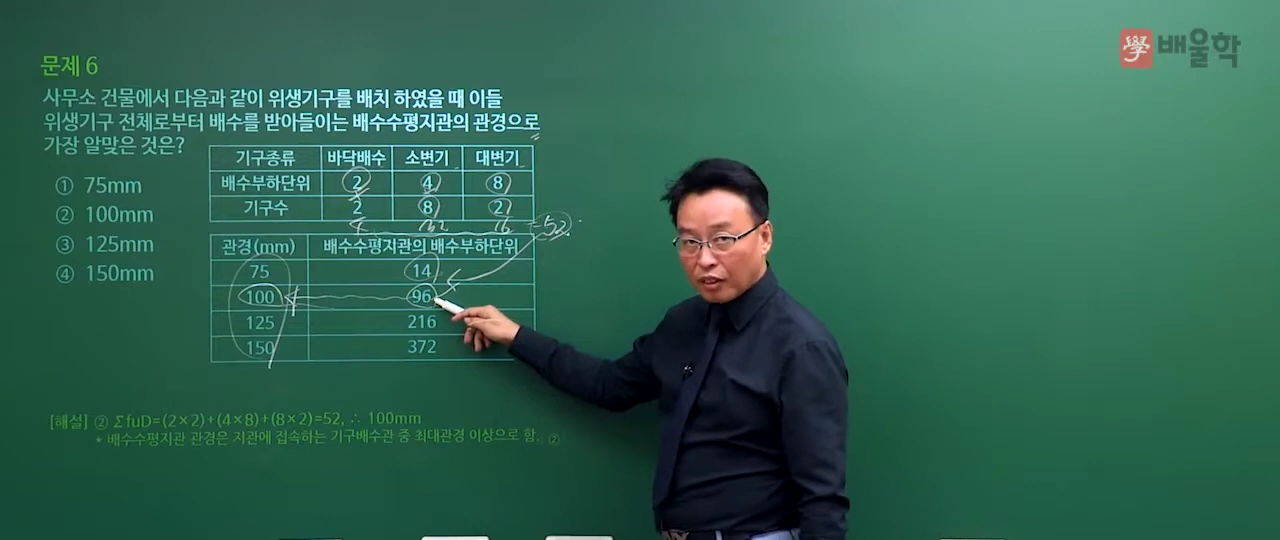 學 배울학
문제 6
사무소 건물에서 다음과 같이 위생기구를 배치 하였을 때 이들
위생기구 전체로부터 배수를 받아들이는 배수수평지관의 관경으로
가장 알맞은 것은?
① 75mm
② 100mm
③ 125mm
④ 150mm
기구종류 바닥배수 소변기 대변기
배수부하단위 2 4 8
기구수 2 8 2
4 32 16 =52
관경(mm) 배수수평지관의 배수부하단위
75 14
100 96
125 216
150 372
[해설] ② ΣfuD=(2×2)+(4×8)+(8×2)=52, ∴ 100mm
* 배수수평지관 관경은 지관에 접속하는 기구배수관 중 최대관경 이상으로 함. ②